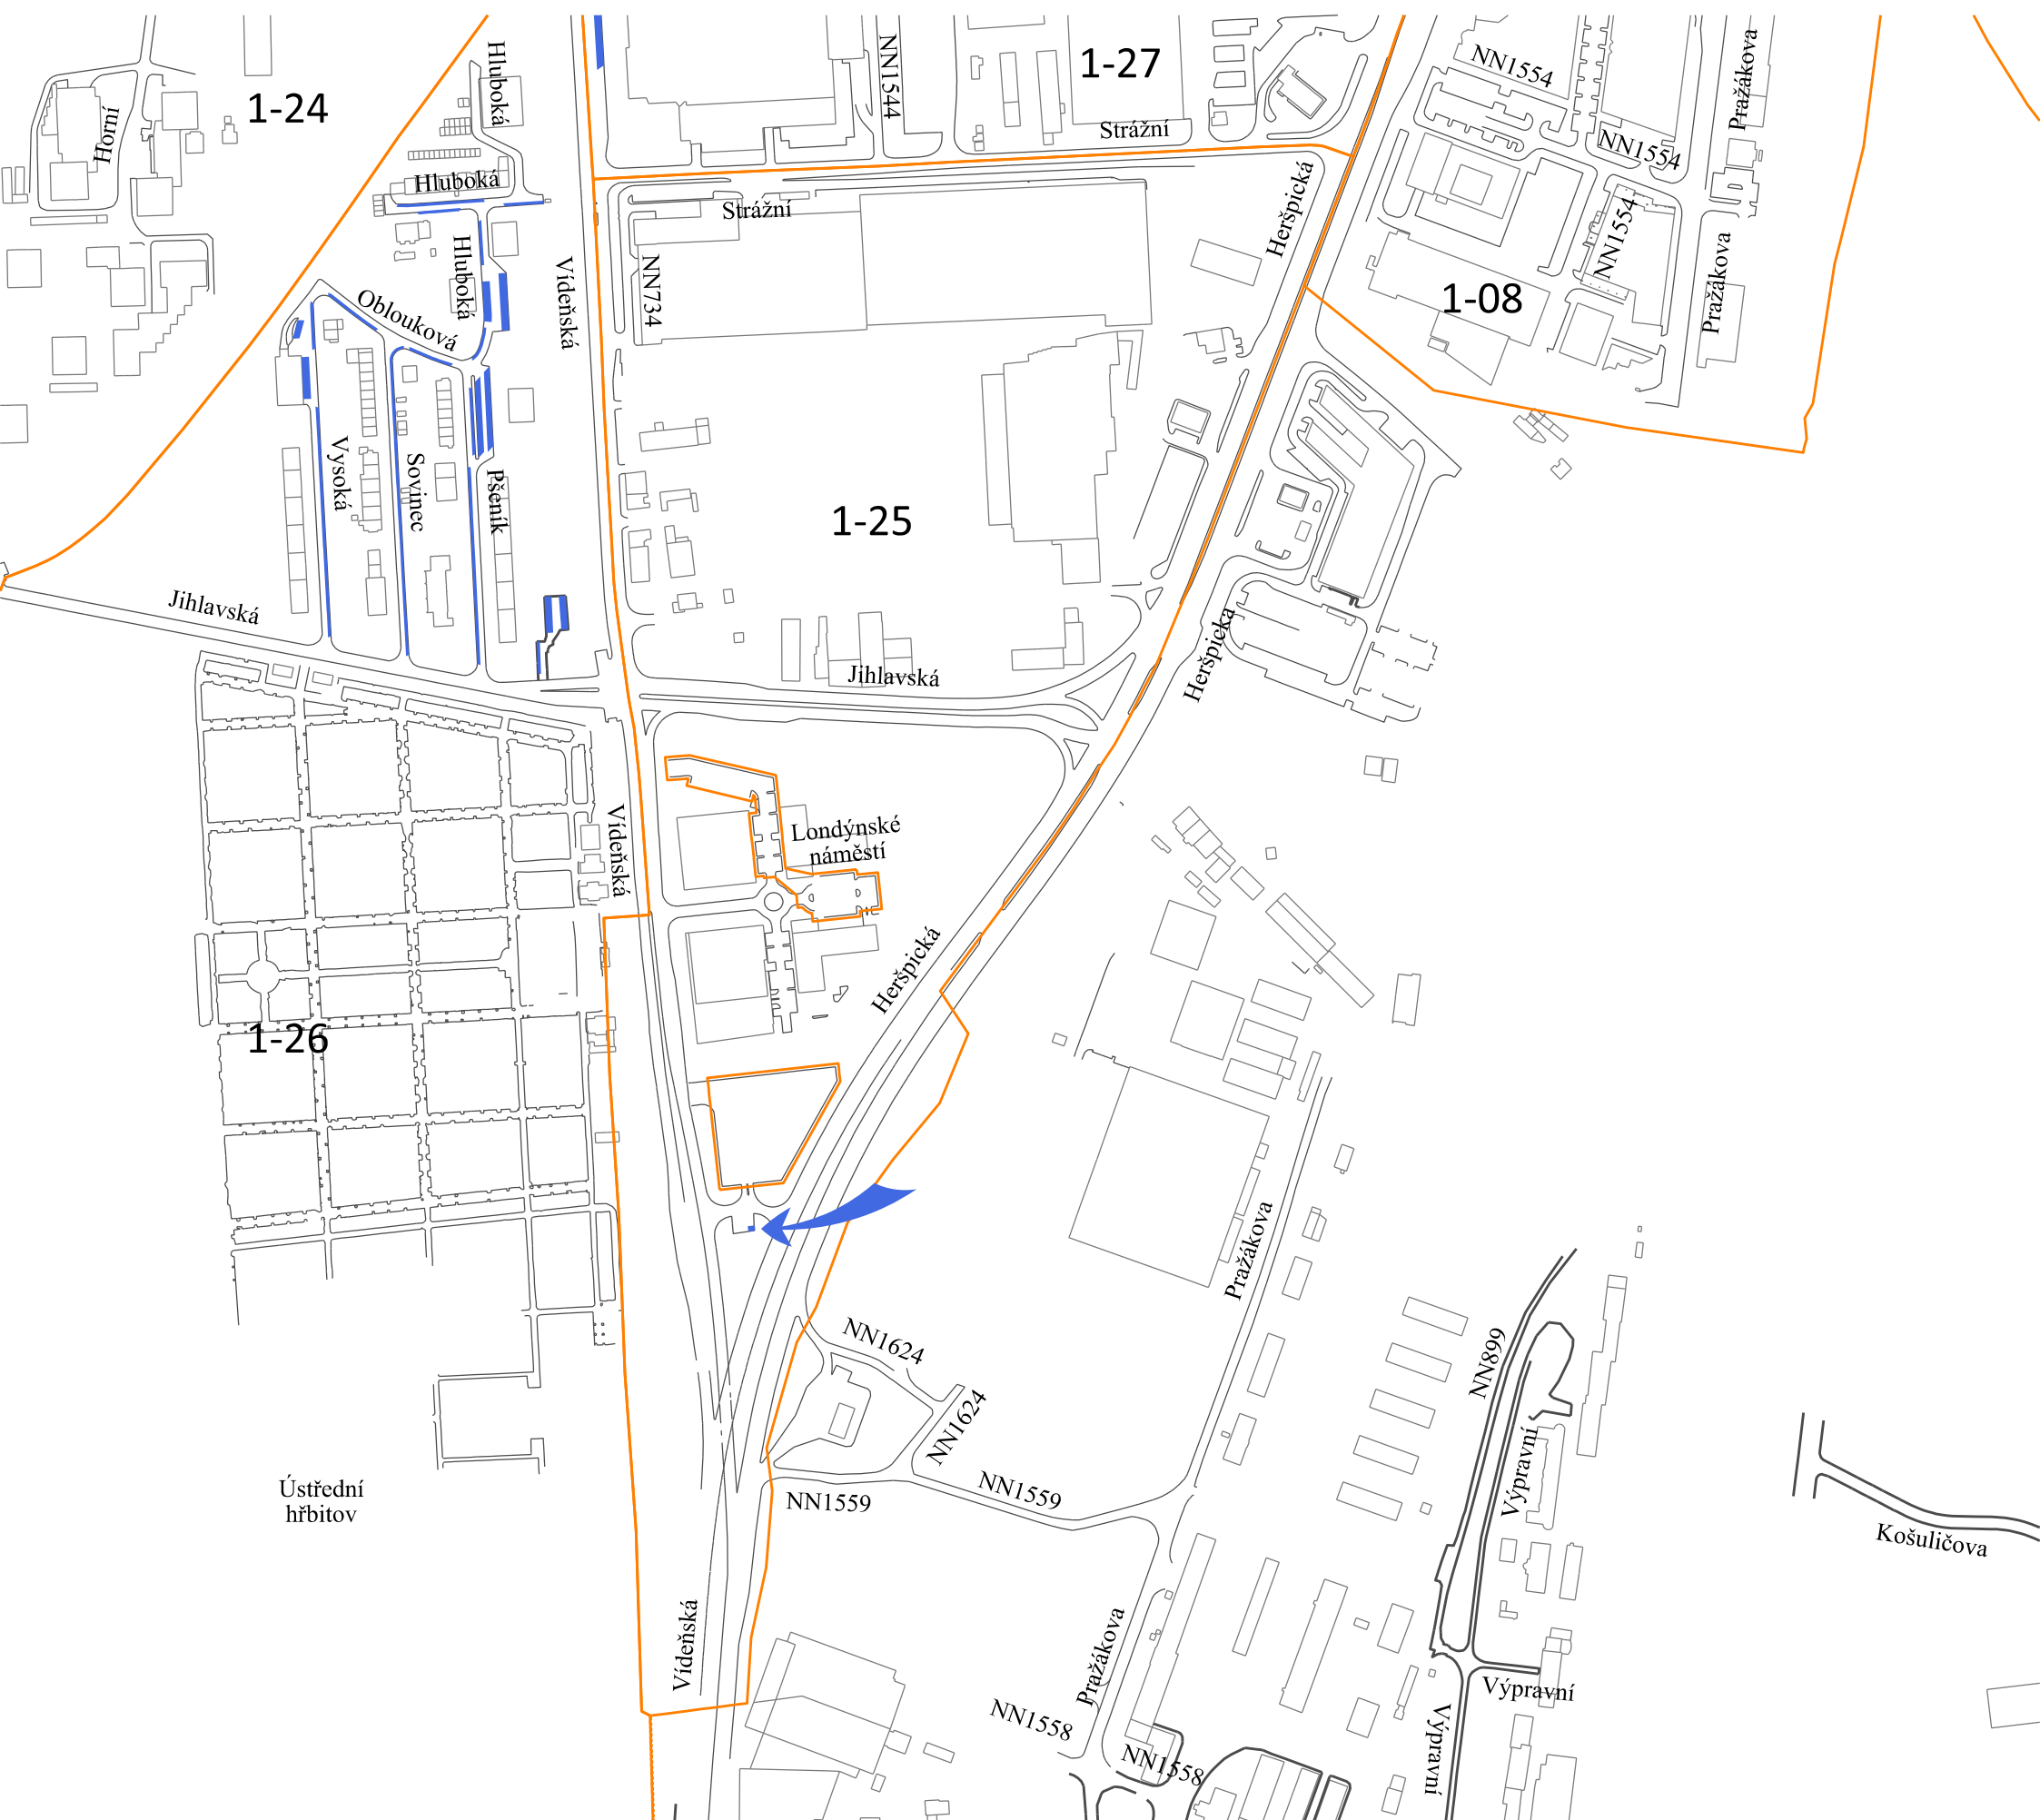 Hluboká
NN1544
1-27
NN1554
Pražákova
1-24
Horní
Strážní
NN1554
Hluboká
Strážní
Heršpická
NN1554
Hluboká
Vídeňská
NN734
Pražákova
Oblouková
1-08
Vysoká
Sovinec
Pšeník
1-25
Jihlavská
Heršpická
Jihlavská
Vídeňská
Londýnské
náměstí
Heršpická
1-26
Pražákova
NN1624
NN899
NN1624
Výpravní
Ústřední
hřbitov
NN1559
NN1559
Košuličova
Vídeňská
Pražákova
Výpravní
NN1558
Výpravní
NN1558